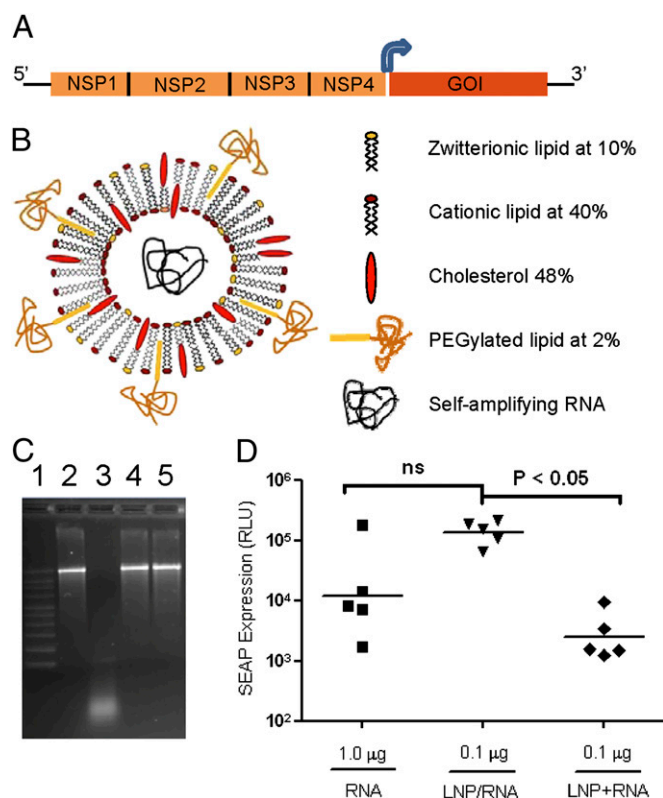 A
5’ NSP1 NSP2 NSP3 NSP4 GOI 3’
B
Zwitterionic lipid at 10%
Cationic lipid at 40%
Cholesterol 48%
PEGylated lipid at 2%
Self-amplifying RNA
C
1 2 3 4 5
D
ns P < 0.05
SEAP Expression (RLU)
10⁶
10⁵
10⁴
10³
10²
1.0 µg 0.1 µg 0.1 µg
RNA LNP/RNA LNP+RNA